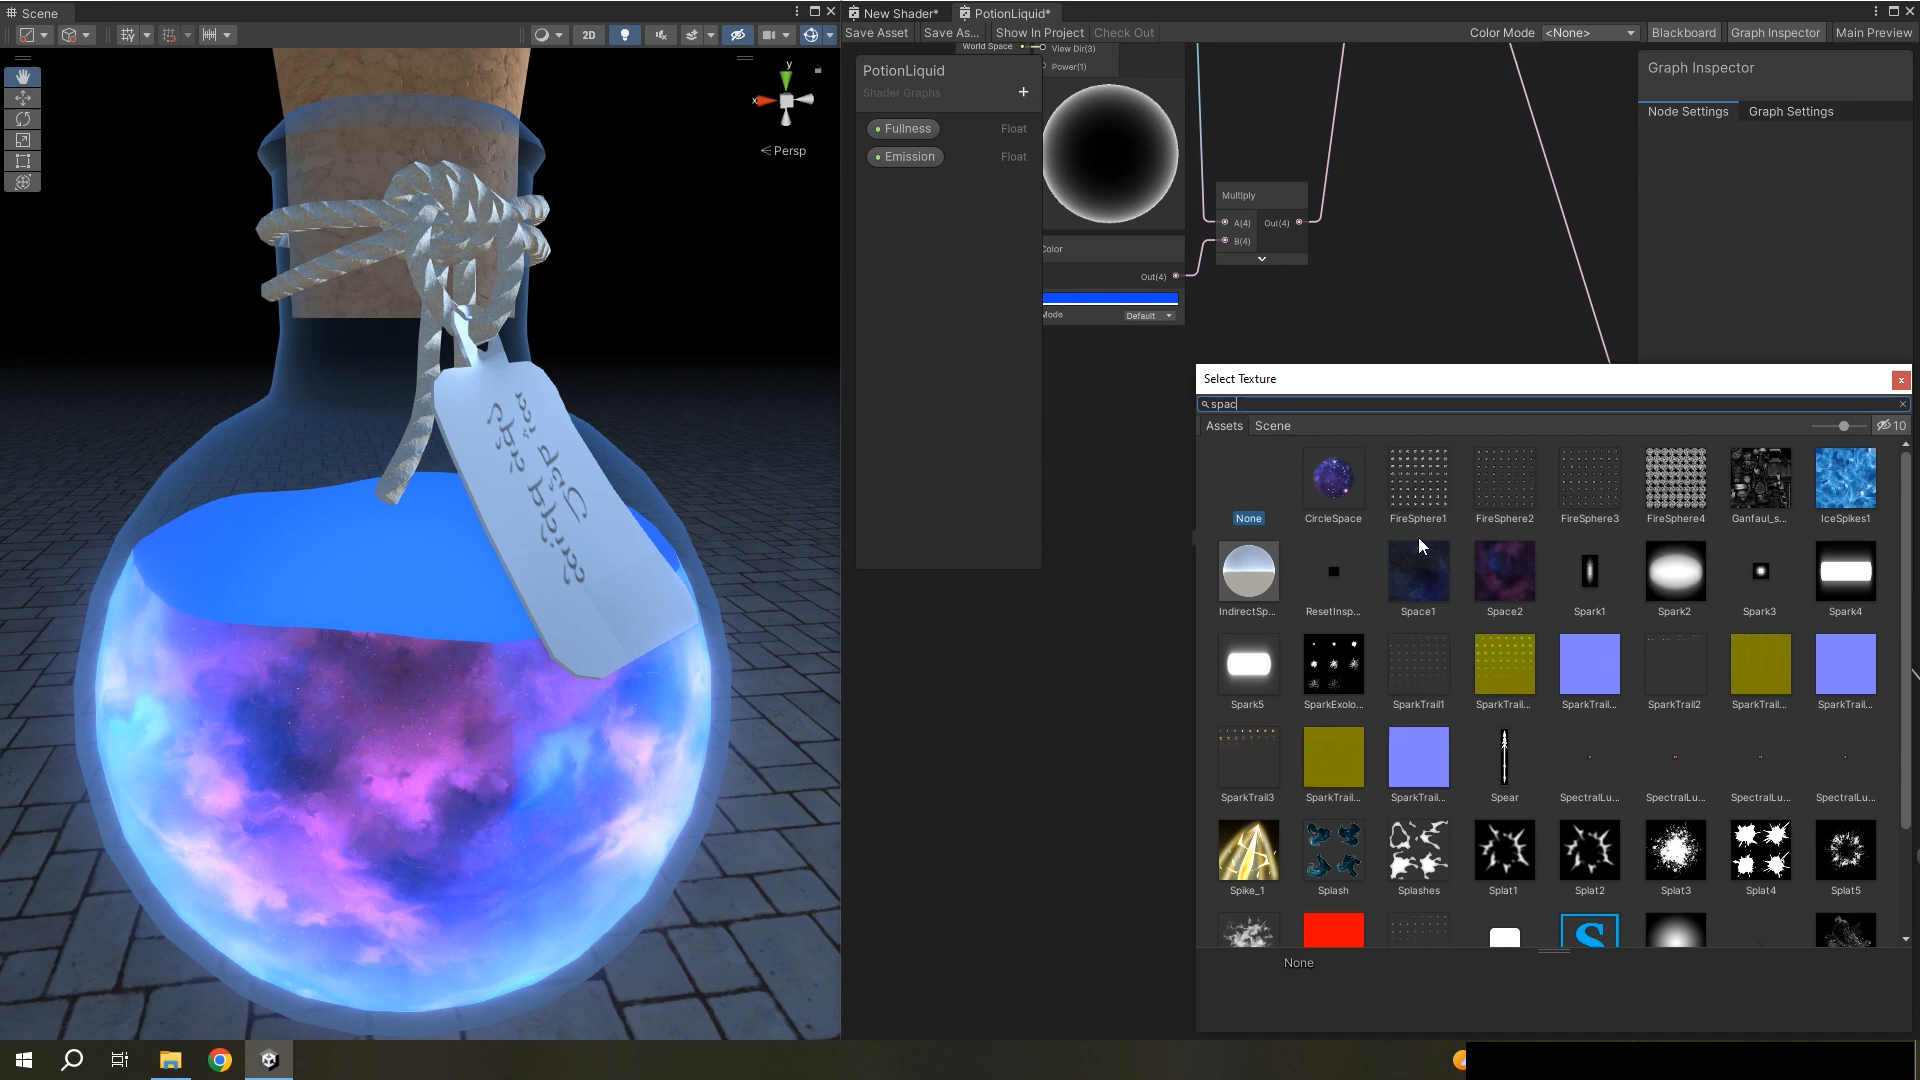 Scene
New Shader*
PotionLiquid*
2D
Save Asset
Save As...
Show In Project
Check Out
Color Mode
<None>
Blackboard
Graph Inspector
Main Preview
y
x
Persp
World Space
View Dir(3)
Power(1)
PotionLiquid
Shader Graphs
+
Fullness
Float
Emission
Float
Graph Inspector
Node Settings
Graph Settings
Multiply
A(4)
Out(4)
B(4)
Color
Out(4)
Mode
Default
Select Texture
x
spac
Assets
Scene
10
None
CircleSpace
FireSphere1
FireSphere2
FireSphere3
FireSphere4
Ganfaul_s...
IceSpikes1
IndirectSp...
ResetInsp...
Space1
Space2
Spark1
Spark2
Spark3
Spark4
Spark5
SparkExolo...
SparkTrail1
SparkTrail...
SparkTrail...
SparkTrail2
SparkTrail...
SparkTrail...
SparkTrail3
SparkTrail...
SparkTrail...
Spear
SpectralLu...
SpectralLu...
SpectralLu...
SpectralLu...
Spike_1
Splash
Splashes
Splat1
Splat2
Splat3
Splat4
Splat5
S
None